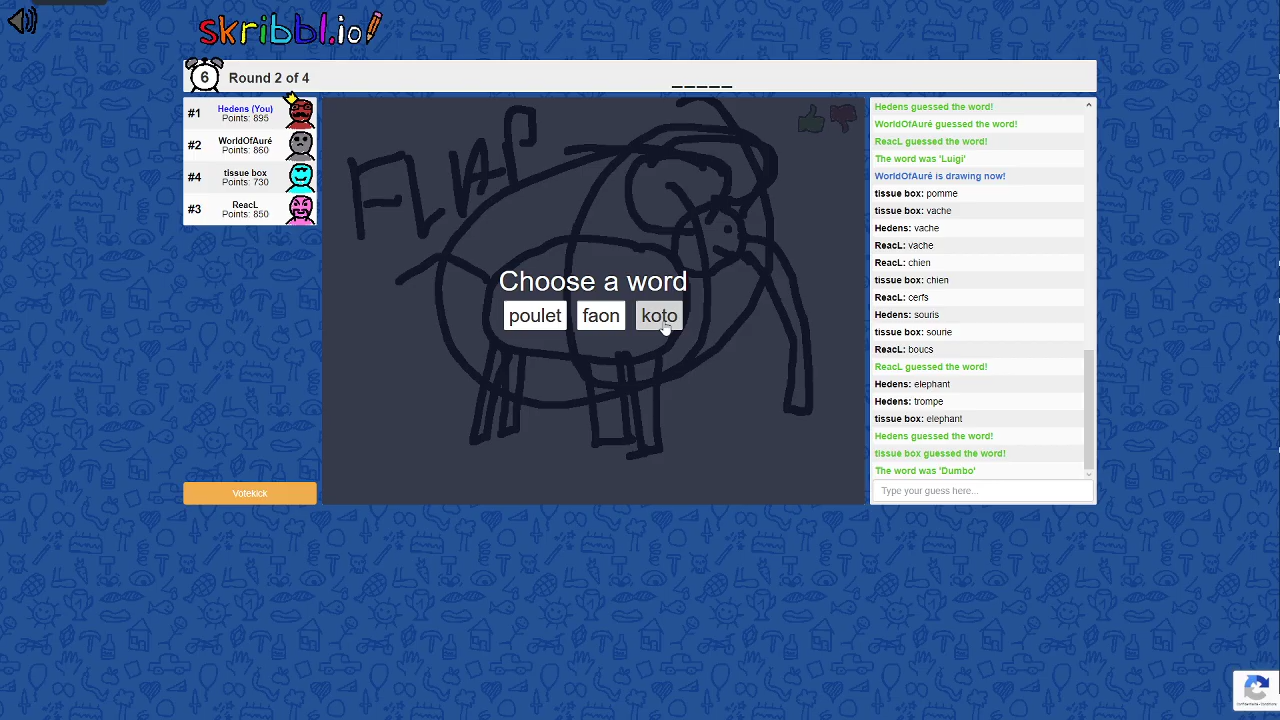 skribbl.io
6
Round 2 of 4
_ _ _ _ _
#1
Hedens (You)
Points: 895
#2
WorldOfAuré
Points: 860
#4
tissue box
Points: 730
#3
ReacL
Points: 850
Votekick
Choose a word
poulet faon koto
Hedens guessed the word!
WorldOfAuré guessed the word!
ReacL guessed the word!
The word was 'Luigi'
WorldOfAuré is drawing now!
tissue box: pomme
tissue box: vache
Hedens: vache
ReacL: vache
ReacL: chien
tissue box: chien
ReacL: cerfs
Hedens: souris
tissue box: sourie
ReacL: boucs
ReacL guessed the word!
Hedens: elephant
Hedens: trompe
tissue box: elephant
Hedens guessed the word!
tissue box guessed the word!
The word was 'Dumbo'
Type your guess here...